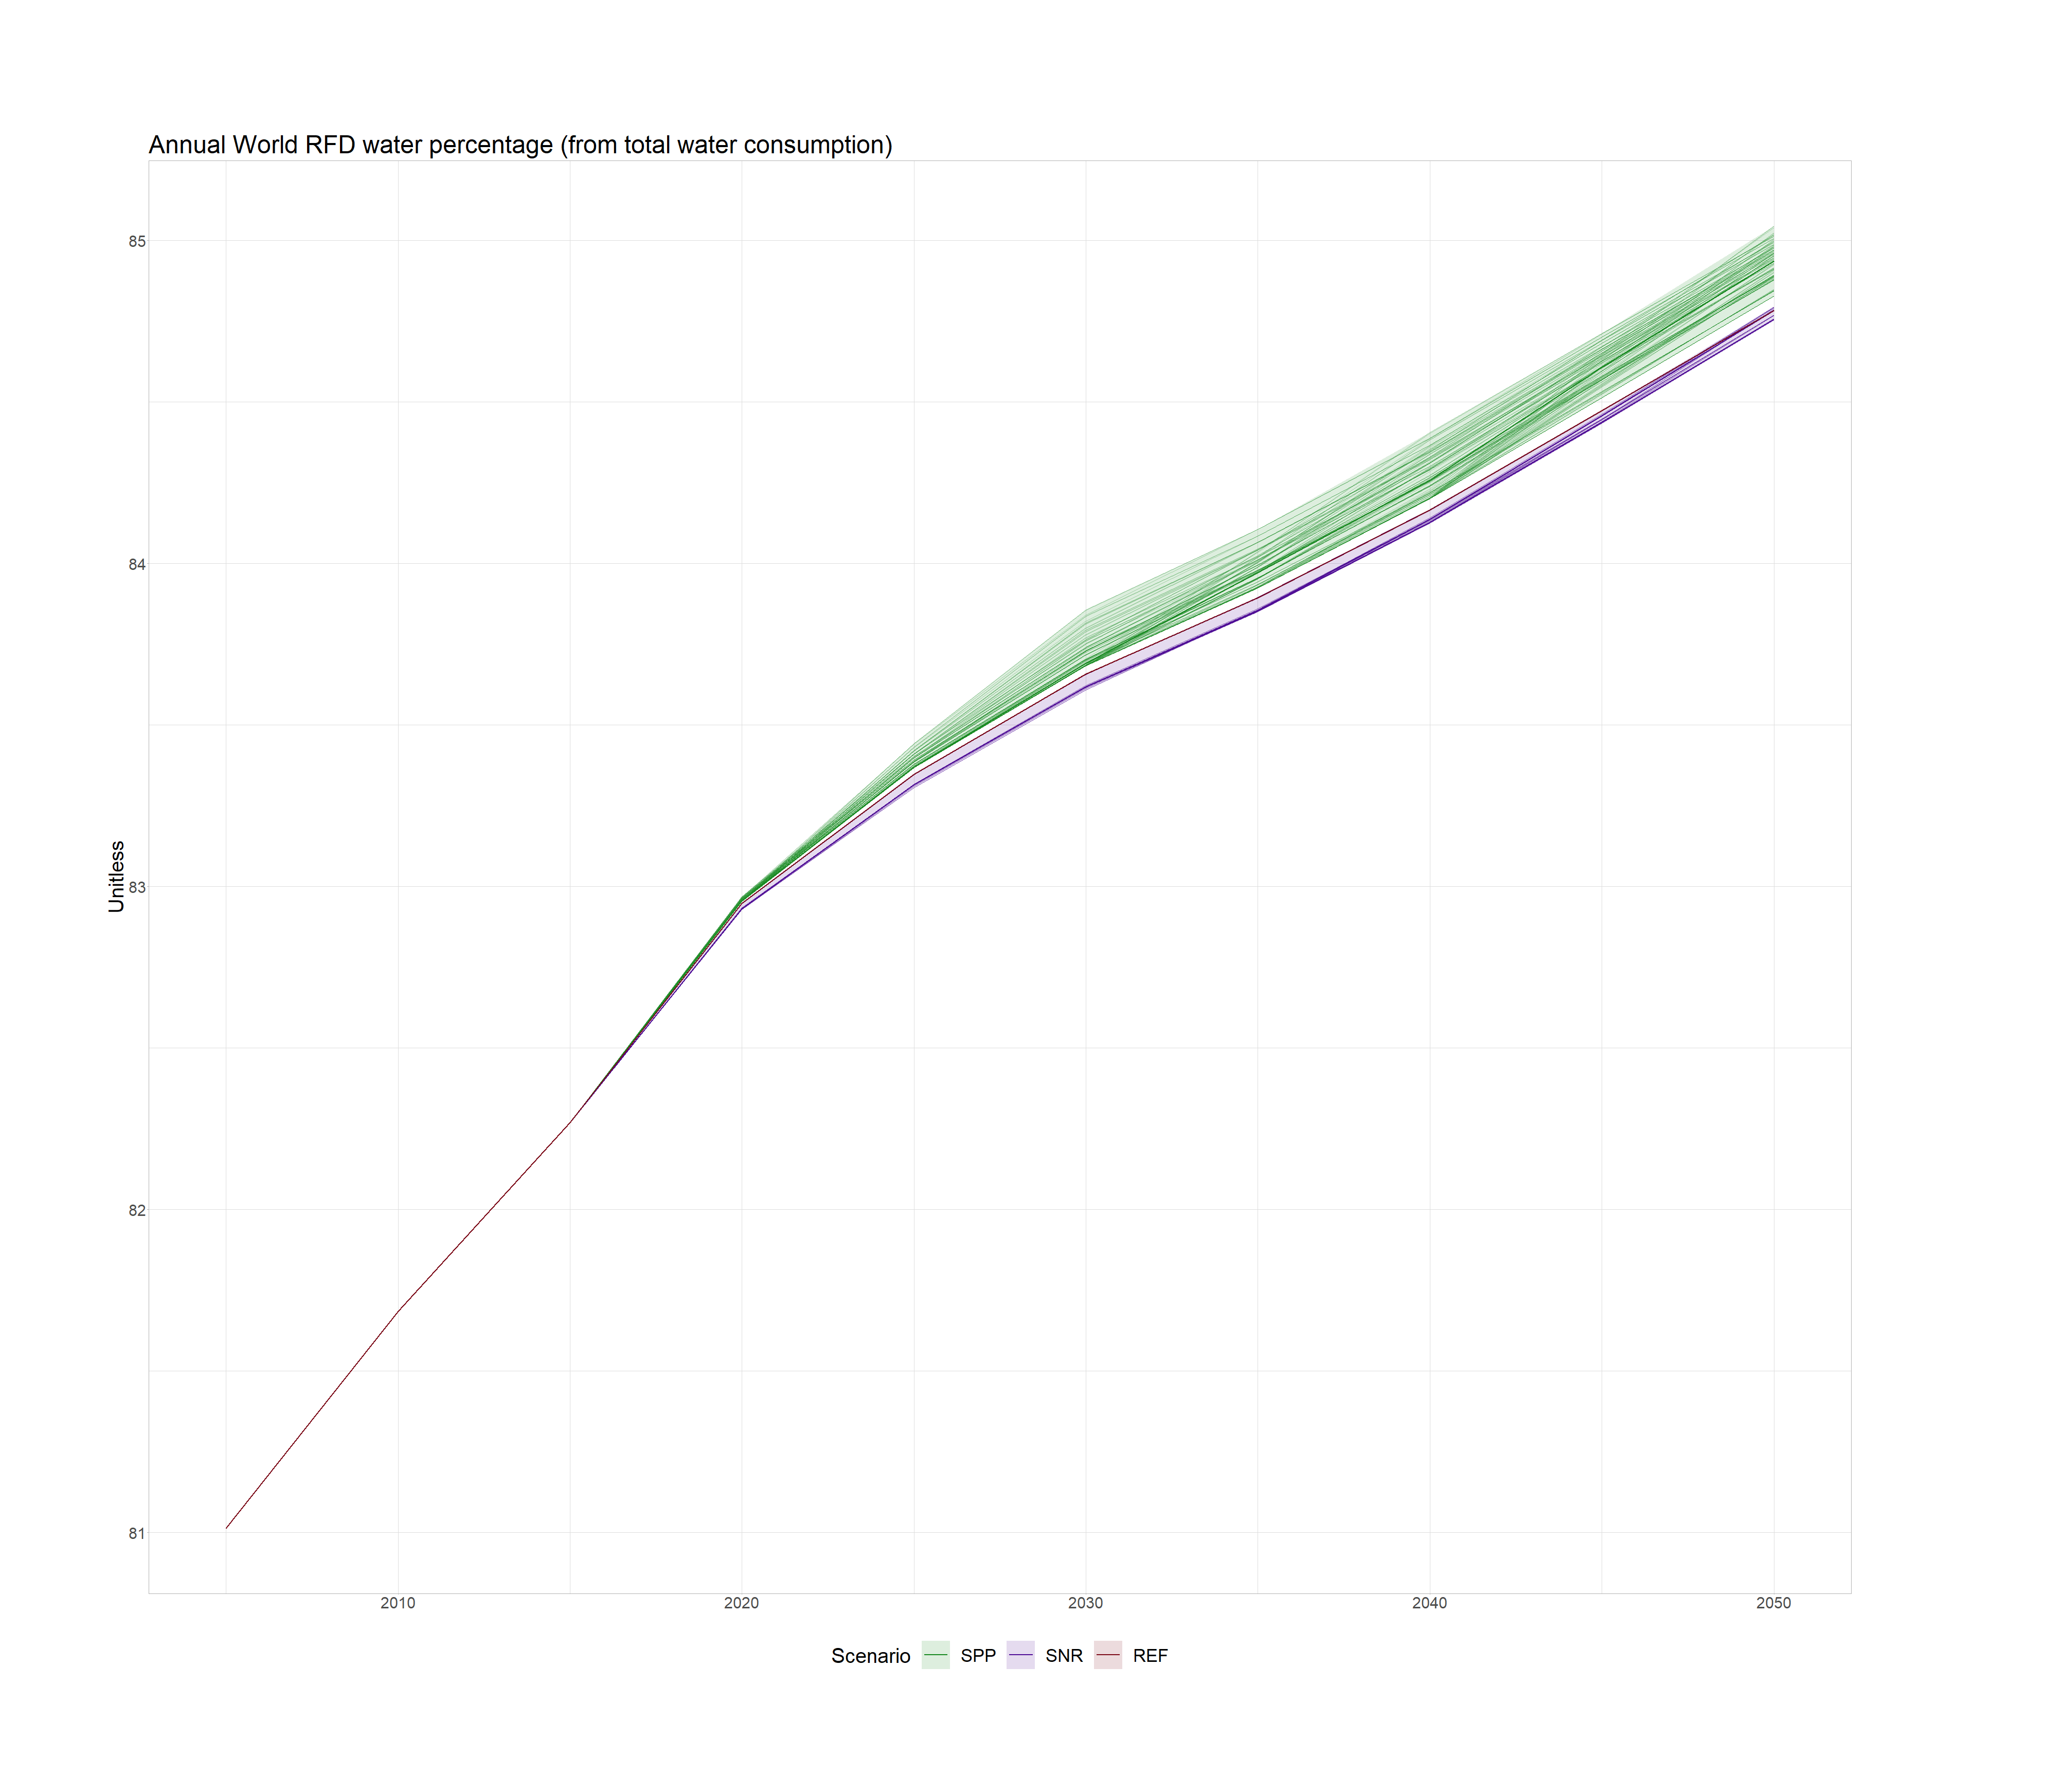 Annual World RFD water percentage (from total water consumption)
85
84
83
82
81
Unitless
2010 2020 2030 2040 2050
Scenario SPP SNR REF